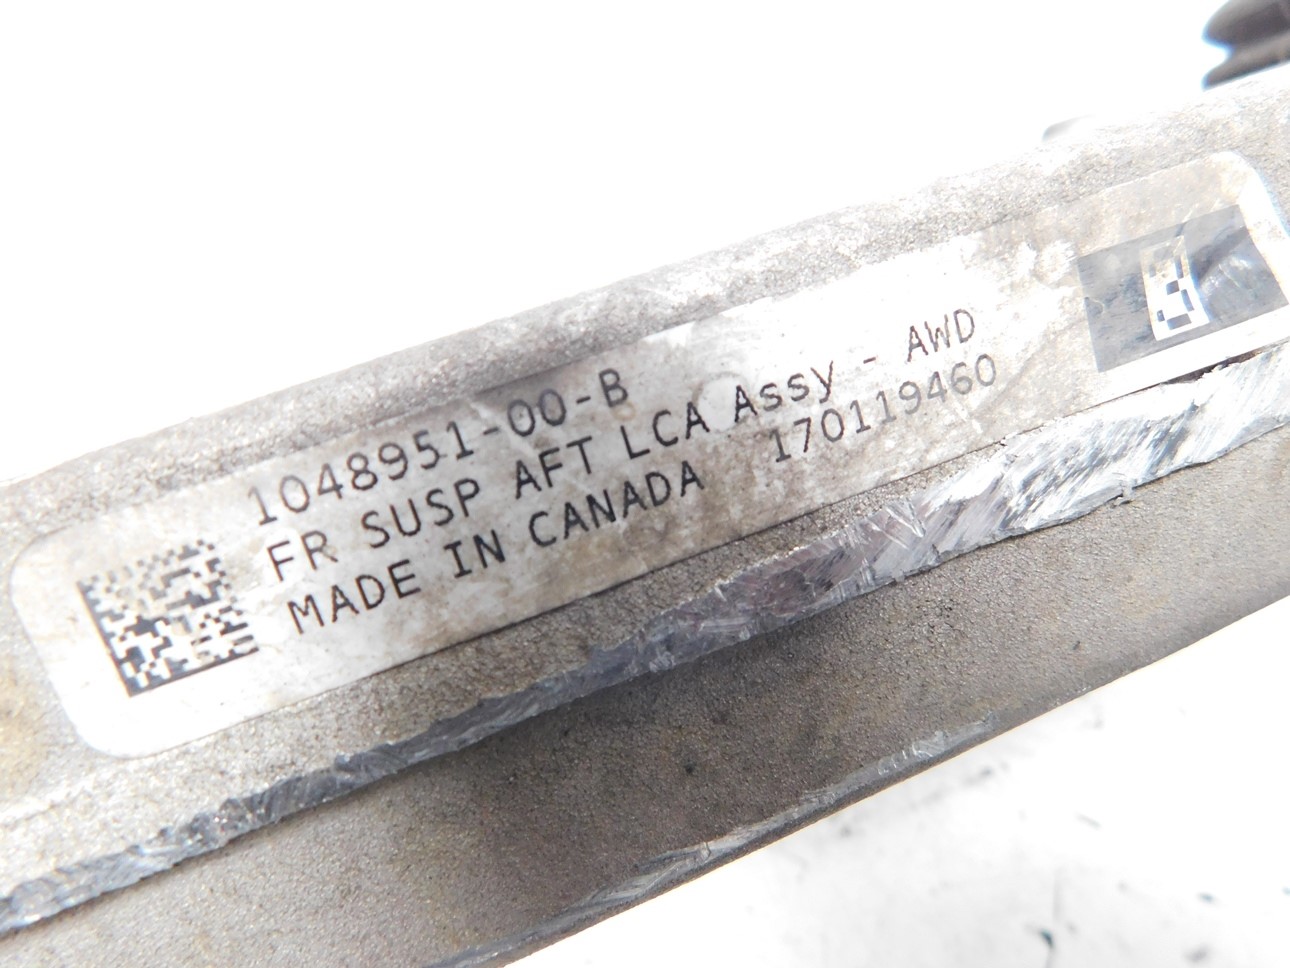 1048951-00-B
FR SUSP AFT LCA Assy - AWD
MADE IN CANADA 170119460